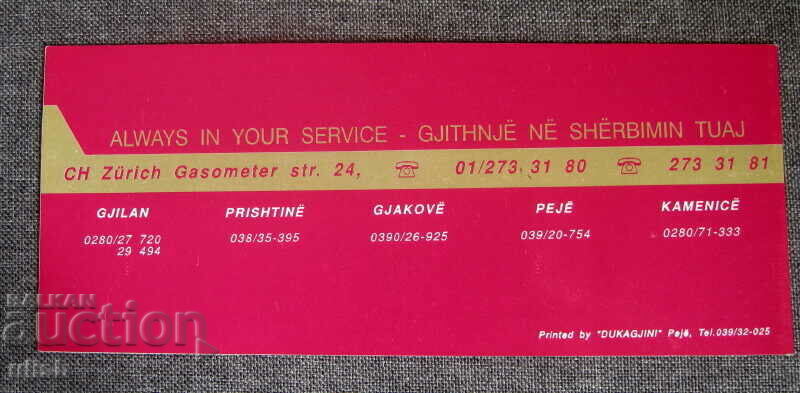 ALWAYS IN YOUR SERVICE - GJITHNJË NË SHËRBIMIN TUAJ
CH Zürich Gasometer str. 24, ☎ 01/273 31 80 ☎ 273 31 81
GJILAN PRISHTINË GJAKOVË PEJË KAMENICË
0280/27 720 038/35-395 0390/26-925 039/20-754 0280/71-333
29 494
Printed by "DUKAGJINI" Pejë, Tel.039/32-025
BALKAN
auction